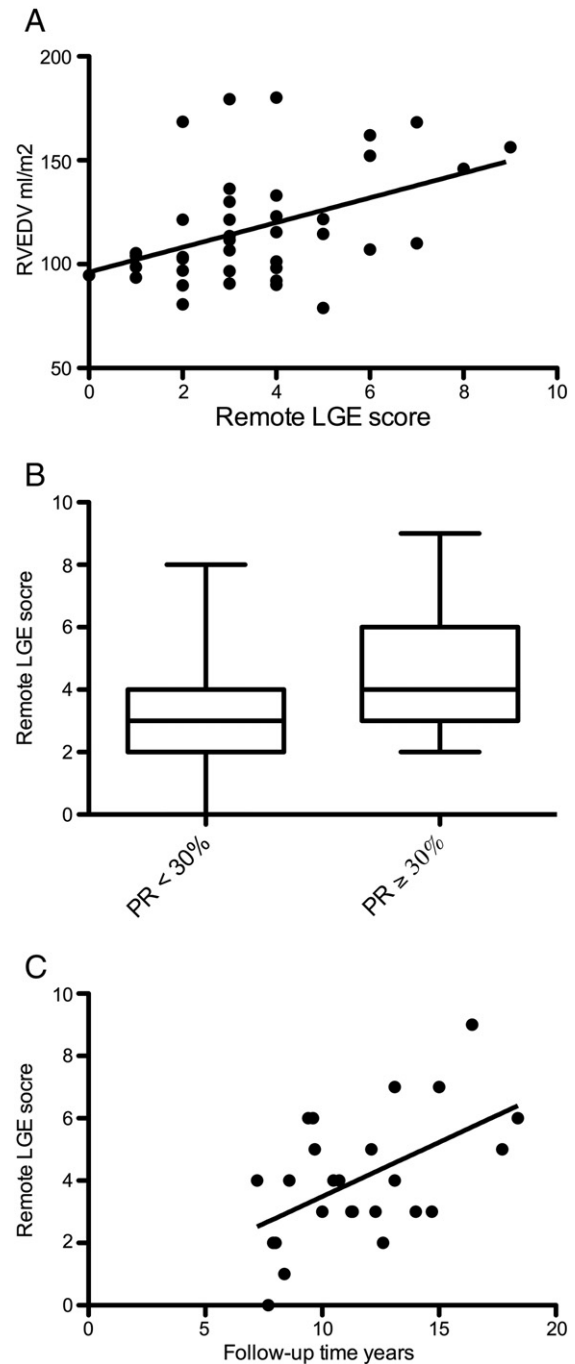 A
200
150
100
50
RVEDV ml/m2
0 2 4 6 8 10
Remote LGE score
B
10
8
6
4
2
0
Remote LGE socre
PR < 30%
PR ≥ 30%
C
10
8
6
4
2
0
Remote LGE socre
0 5 10 15 20
Follow-up time years